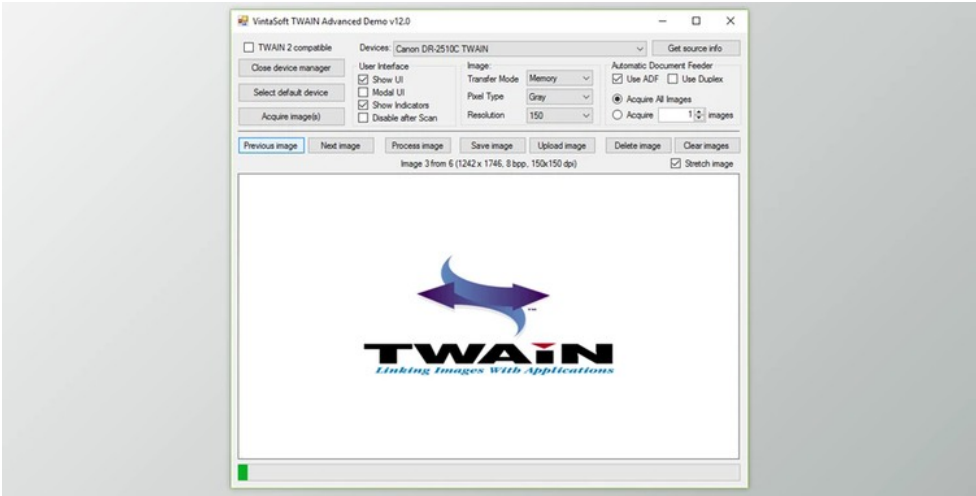 VintaSoft TWAIN Advanced Demo v12.0
TWAIN 2 compatible
Devices: Canon DR-2510C TWAIN
Get source info
Close device manager
Select default device
Acquire image(s)
User Interface
Show UI
Modal UI
Show Indicators
Disable after Scan
Image:
Transfer Mode Memory
Pixel Type Gray
Resolution 150
Automatic Document Feeder
Use ADF Use Duplex
Acquire All Images
Acquire 1 images
Previous image Next image Process image Save image Upload image Delete image Clear images
Image 3 from 6 (1242 x 1746, 8 bpp, 150x150 dpi) Stretch image
TM
TWAIN
Linking Images With Applications